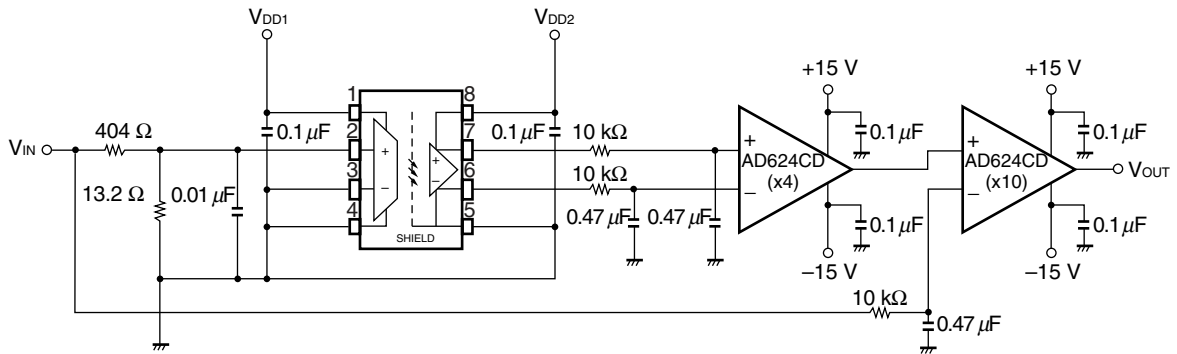 VDD1
VDD2
+15 V
+15 V
1
8
0.1 μF
0.1 μF
10 kΩ
0.1 μF
0.1 μF
404 Ω
2
7
VIN
+
+
−
+
AD624CD
(x4)
−
+
AD624CD
(x10)
−
VOUT
10 kΩ
13.2 Ω
0.01 μF
3
−
6
0.47 μF
0.47 μF
0.1 μF
0.1 μF
4
5
SHIELD
−15 V
−15 V
10 kΩ
0.47 μF